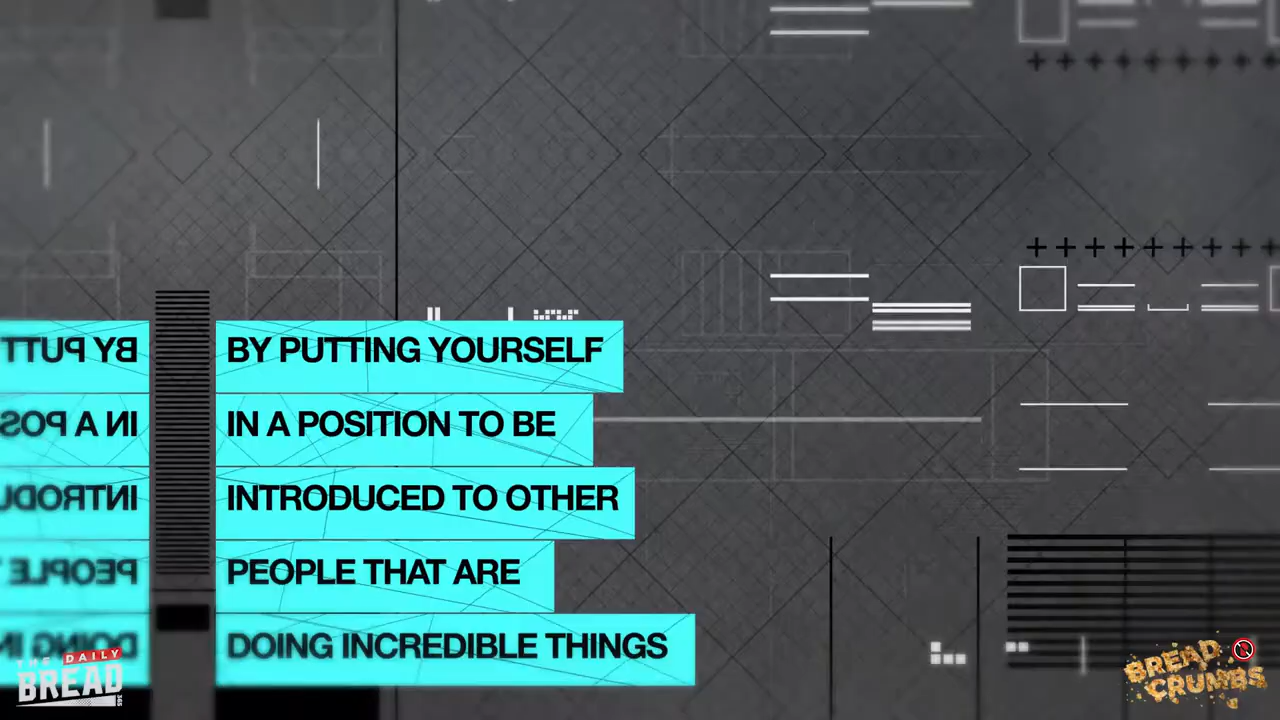 BY PUTTING YOURSELF
IN A POSITION TO BE
INTRODUCED TO OTHER
PEOPLE THAT ARE
DOING INCREDIBLE THINGS
THE DAILY
BREAD
365
BREAD
CRUMBS